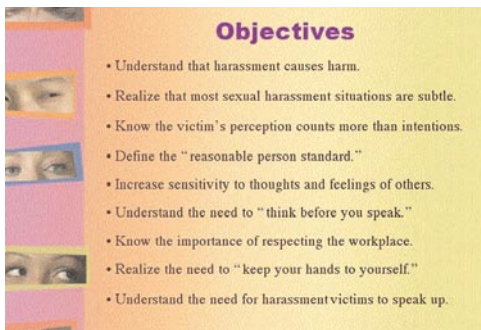 Objectives
• Understand that harassment causes harm.
• Realize that most sexual harassment situations are subtle.
• Know the victim's perception counts more than intentions.
• Define the "reasonable person standard."
• Increase sensitivity to thoughts and feelings of others.
• Understand the need to "think before you speak."
• Know the importance of respecting the workplace.
• Realize the need to "keep your hands to yourself."
• Understand the need for harassment victims to speak up.